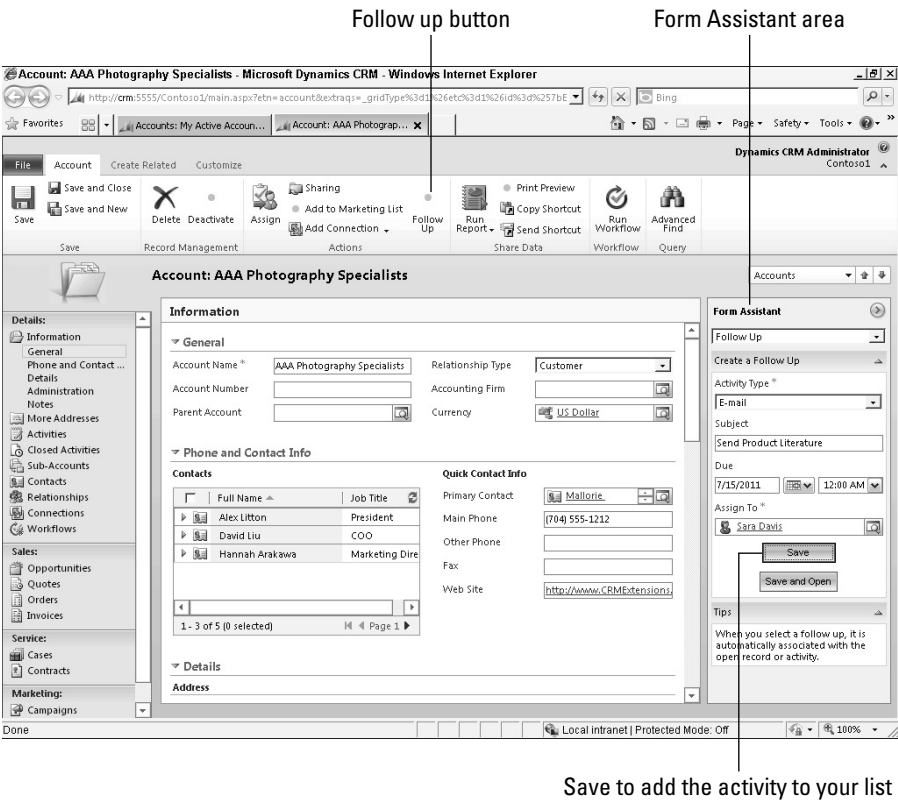 Follow up button
Form Assistant area
Account: AAA Photography Specialists - Microsoft Dynamics CRM - Windows Internet Explorer
http://crm:5555/Contoso1/main.aspx?etn=account&extraqs=_gridType%3d1%26etc%3d1%26id%3d%257bE
Bing
Favorites
Accounts: My Active Accoun...
Account: AAA Photograp...
Page
Safety
Tools
File
Account
Create Related
Customize
Dynamics CRM Administrator
Contoso1
Save
Save and Close
Save and New
Save
Delete
Deactivate
Record Management
Assign
Sharing
Add to Marketing List
Add Connection
Follow Up
Actions
Run Report
Print Preview
Copy Shortcut
Send Shortcut
Share Data
Run Workflow
Workflow
Advanced Find
Query
Account: AAA Photography Specialists
Accounts
Details:
Information
General
Phone and Contact ...
Details
Administration
Notes
More Addresses
Activities
Closed Activities
Sub-Accounts
Contacts
Relationships
Connections
Workflows
Sales:
Opportunities
Quotes
Orders
Invoices
Service:
Cases
Contracts
Marketing:
Campaigns
Information
General
Account Name *
AAA Photography Specialists
Relationship Type
Customer
Account Number
Accounting Firm
Parent Account
Currency
US Dollar
Phone and Contact Info
Contacts
Full Name
Job Title
Alex Litton
President
David Liu
COO
Hannah Arakawa
Marketing Dire
1 - 3 of 5 (0 selected)
Page 1
Quick Contact Info
Primary Contact
Mallorie
Main Phone
(704) 555-1212
Other Phone
Fax
Web Site
http://www.CRMExtensions.
Details
Address
Form Assistant
Follow Up
Create a Follow Up
Activity Type *
E-mail
Subject
Send Product Literature
Due
7/15/2011
12:00 AM
Assign To *
Sara Davis
Save
Save and Open
Tips
When you select a follow up, it is
automatically associated with the
open record or activity.
Done
Local intranet | Protected Mode: Off
100%
Save to add the activity to your list